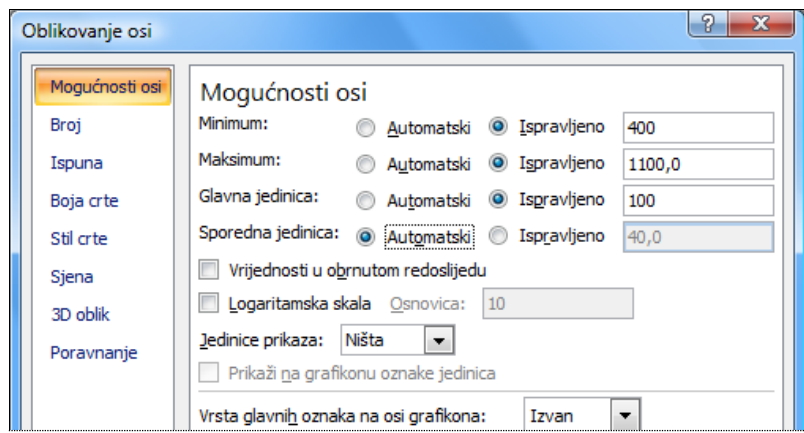 Oblikovanje osi
Mogućnosti osi
Broj
Ispuna
Boja crte
Stil crte
Sjena
3D oblik
Poravnanje
Mogućnosti osi
Minimum: Automatski Ispravljeno 400
Maksimum: Automatski Ispravljeno 1100,0
Glavna jedinica: Automatski Ispravljeno 100
Sporedna jedinica: Automatski Ispravljeno 40,0
Vrijednosti u obrnutom redoslijedu
Logaritamska skala Osnovica: 10
Jedinice prikaza: Ništa
Prikaži na grafikonu oznake jedinica
Vrsta glavnih oznaka na osi grafikona: Izvan